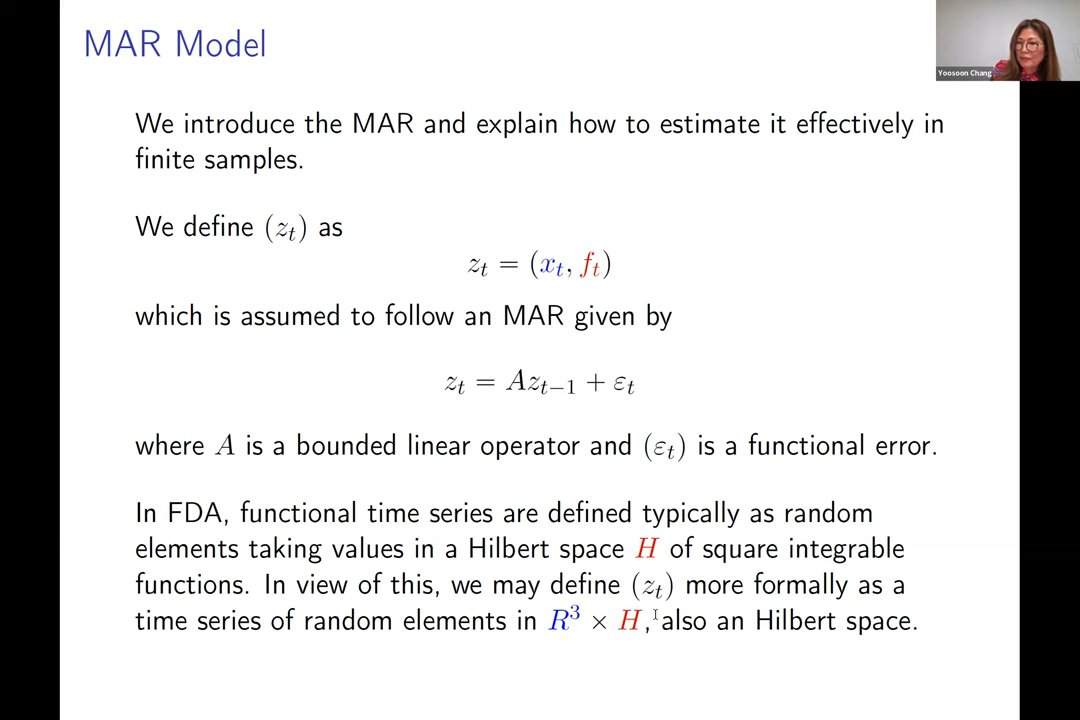 MAR Model
Yoosoon Chang
We introduce the MAR and explain how to estimate it effectively in
finite samples.
We define (z_t) as
z_t = (x_t, f_t)
which is assumed to follow an MAR given by
z_t = Az_{t−1} + ε_t
where A is a bounded linear operator and (ε_t) is a functional error.
In FDA, functional time series are defined typically as random
elements taking values in a Hilbert space H of square integrable
functions. In view of this, we may define (z_t) more formally as a
time series of random elements in R³ × H, also an Hilbert space.